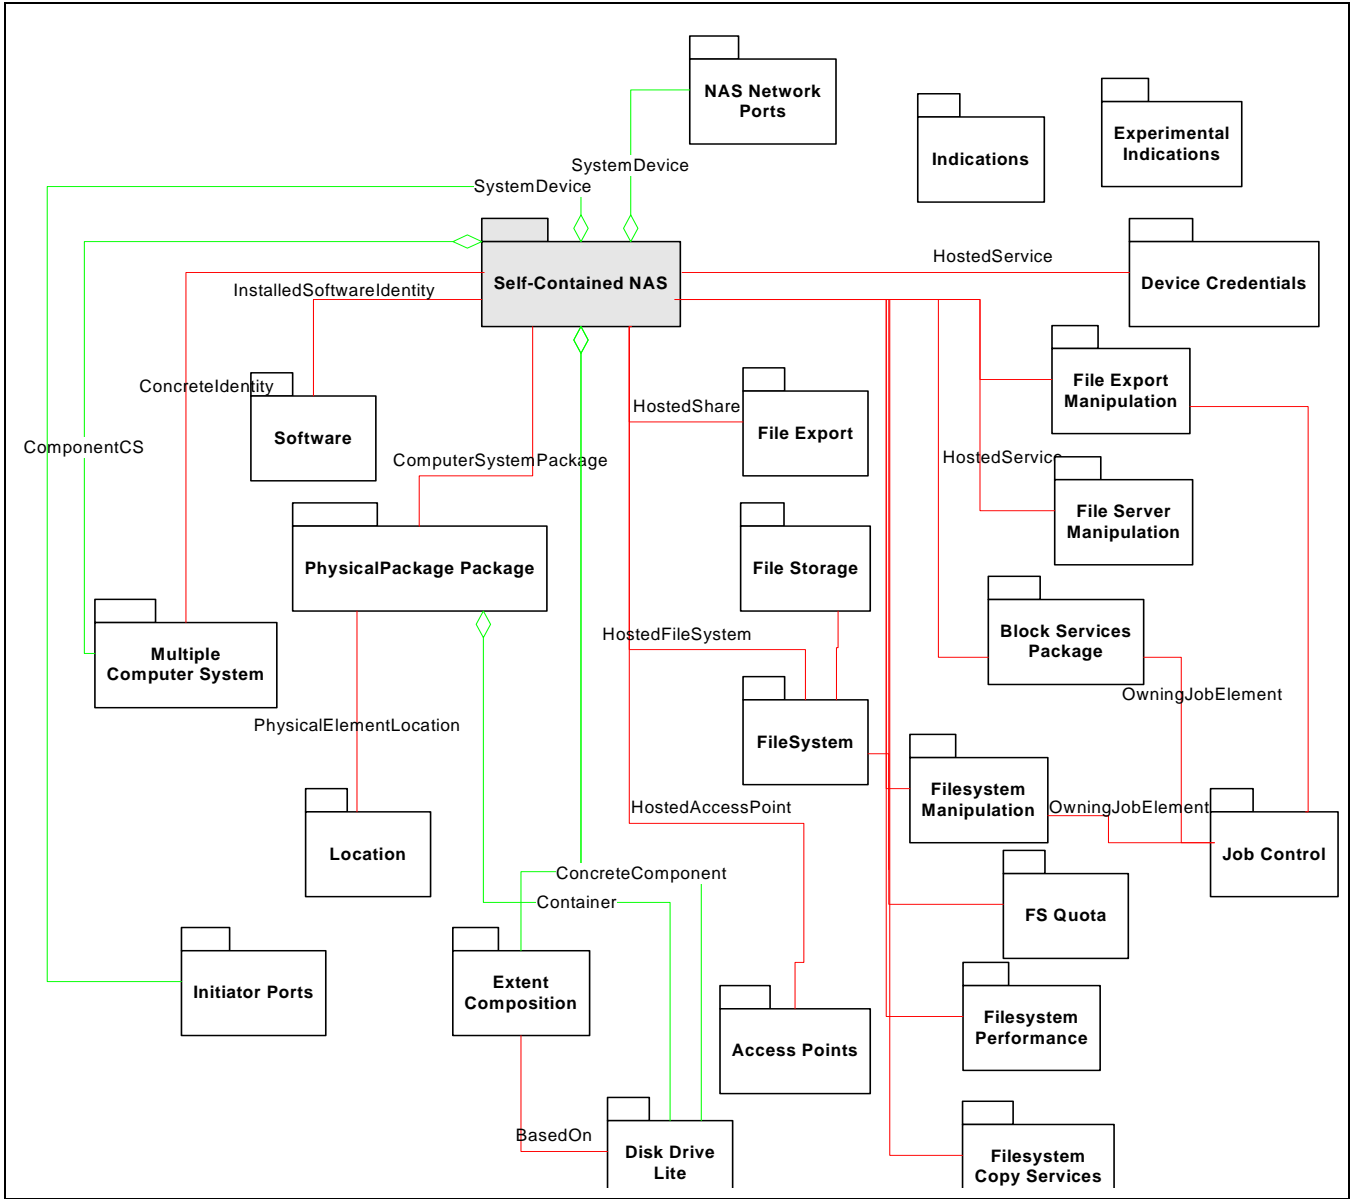 NAS Network
Ports
Indications
Experimental
Indications
SystemDevice
SystemDevice
Self-Contained NAS
HostedService
Device Credentials
InstalledSoftwareIdentity
ConcreteIdentity
Software
ComponentCS
HostedShare
File Export
File Export
Manipulation
ComputerSystemPackage
HostedService
File Server
Manipulation
PhysicalPackage Package
File Storage
Multiple
Computer System
HostedFileSystem
Block Services
Package
OwningJobElement
PhysicalElementLocation
FileSystem
Filesystem
Manipulation
OwningJobElement
HostedAccessPoint
Location
Job Control
ConcreteComponent
Container
FS Quota
Initiator Ports
Extent
Composition
Access Points
Filesystem
Performance
BasedOn
Disk Drive
Lite
Filesystem
Copy Services